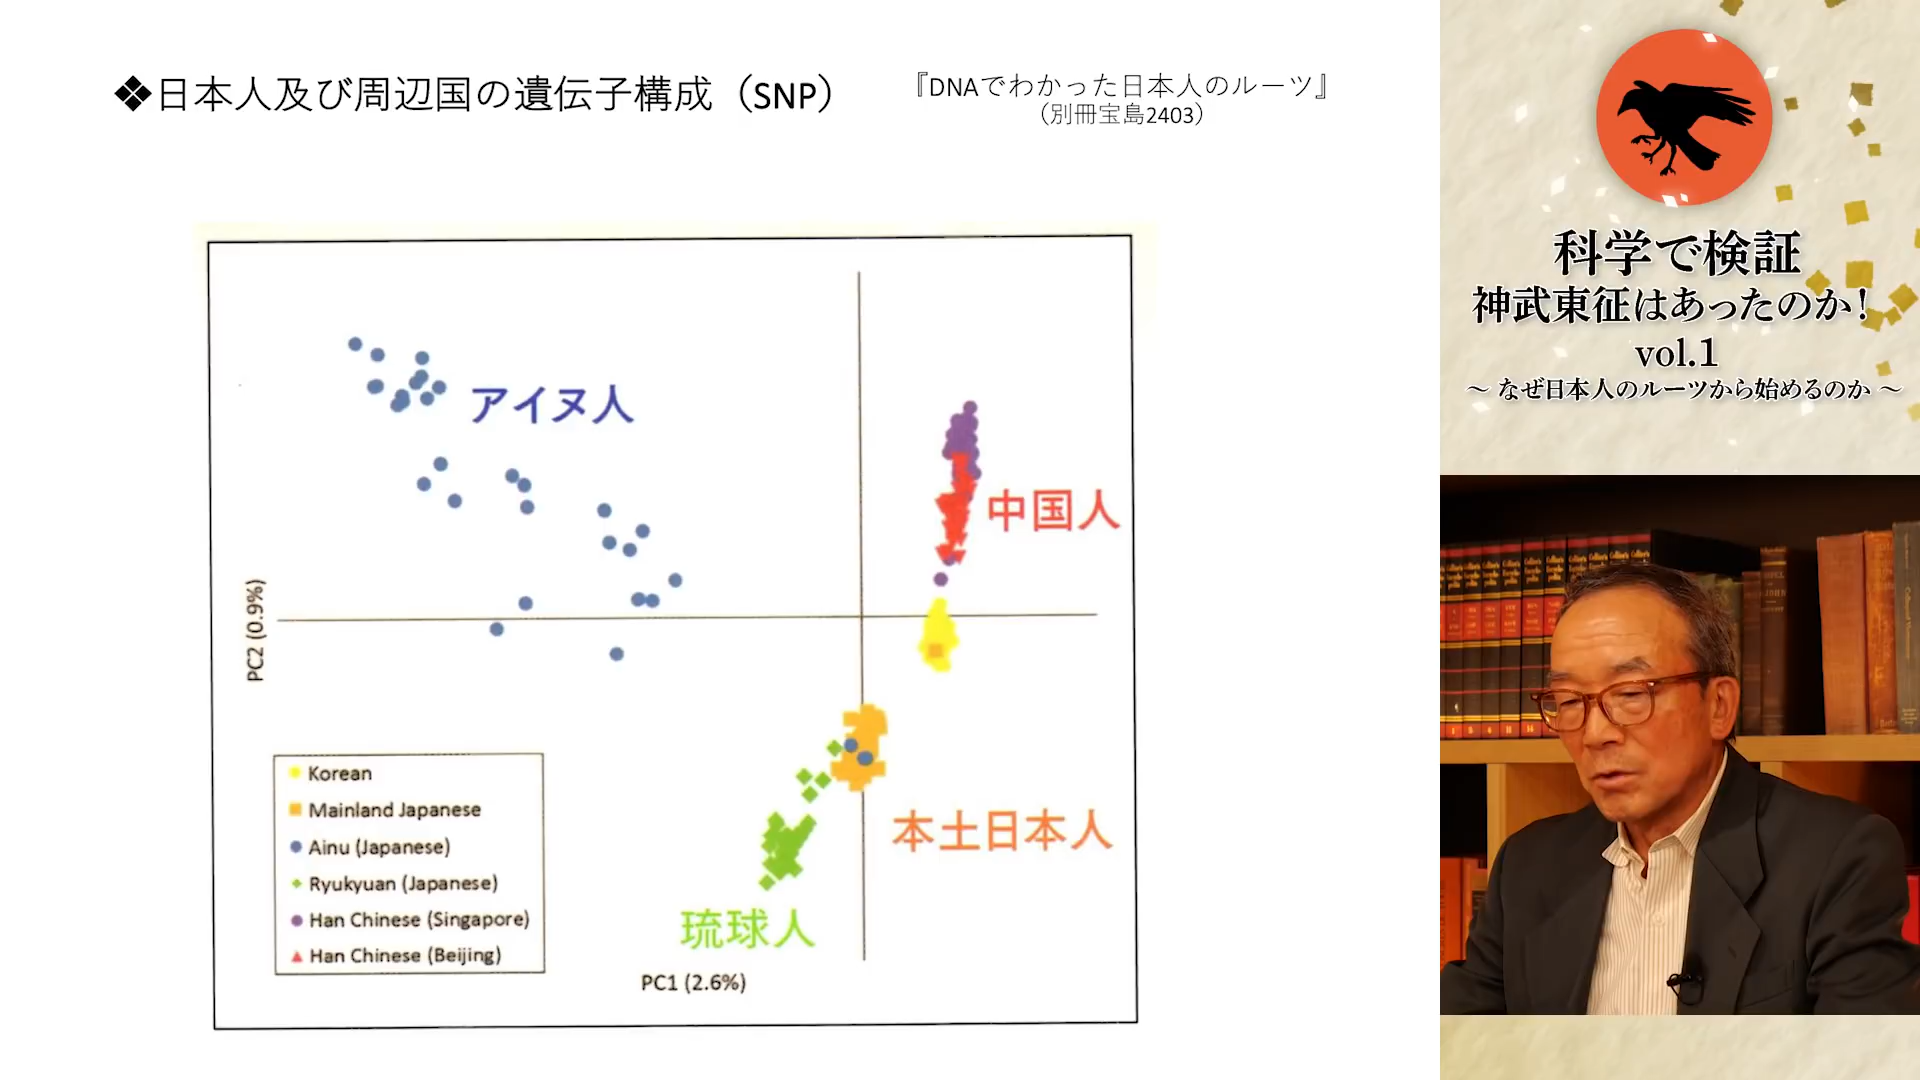 ❖日本人及び周辺国の遺伝子構成（SNP）
『DNAでわかった日本人のルーツ』
（別冊宝島2403）
アイヌ人
中国人
本土日本人
琉球人
PC2 (0.9%)
PC1 (2.6%)
Korean
Mainland Japanese
Ainu (Japanese)
Ryukyuan (Japanese)
Han Chinese (Singapore)
Han Chinese (Beijing)
科学で検証
神武東征はあったのか！
vol.1
～ なぜ日本人のルーツから始めるのか ～